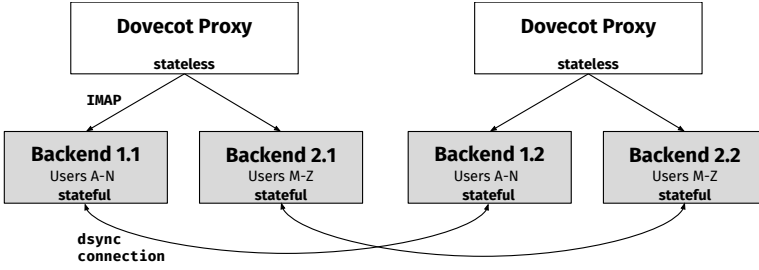 Dovecot Proxy
stateless
Dovecot Proxy
stateless
IMAP
Backend 1.1
Users A-N
stateful
Backend 2.1
Users M-Z
stateful
Backend 1.2
Users A-N
stateful
Backend 2.2
Users M-Z
stateful
dsync
connection